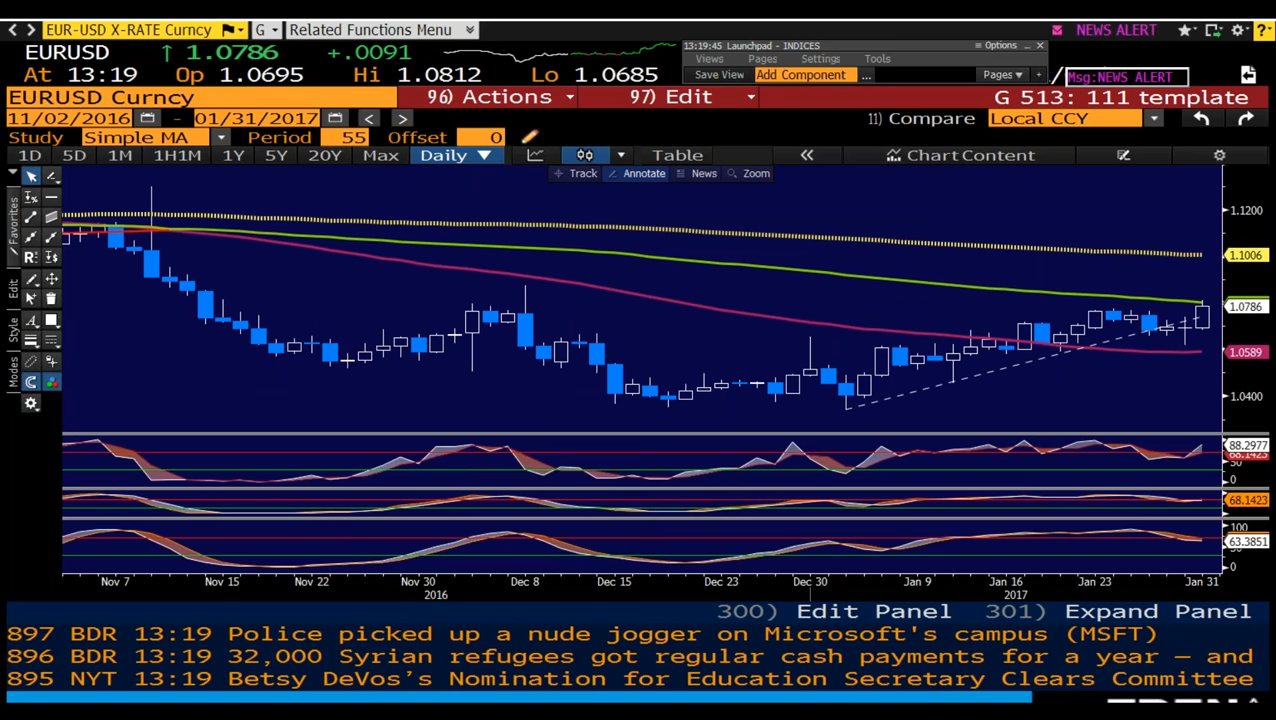 EUR-USD X-RATE Curncy G Related Functions Menu NEWS ALERT
EURUSD ↑ 1.0786 +.0091
At 13:19 Op 1.0695 Hi 1.0812 Lo 1.0685
13:19:45 Launchpad - INDICES Options
Views Pages Settings Tools
Save View Add Component ... Pages +
Msg:NEWS ALERT
EURUSD Curncy 96) Actions 97) Edit G 513: 111 template
11/02/2016 - 01/31/2017 11) Compare Local CCY
Study Simple MA Period 55 Offset 0
1D 5D 1M 1H1M 1Y 5Y 20Y Max Daily Table Chart Content
Track Annotate News Zoom
Favorites
Edit
Style
Modes
1.1200
1.1006
1.0786
1.0589
1.0400
88.2977
68.1423
50
0
68.1423
100
63.3851
0
Nov 7 Nov 15 Nov 22 Nov 30 Dec 8 Dec 15 Dec 23 Dec 30 Jan 9 Jan 16 Jan 23 Jan 31
2016 2017
300) Edit Panel 301) Expand Panel
897 BDR 13:19 Police picked up a nude jogger on Microsoft's campus (MSFT)
896 BDR 13:19 32,000 Syrian refugees got regular cash payments for a year — and
895 NYT 13:19 Betsy DeVos's Nomination for Education Secretary Clears Committee